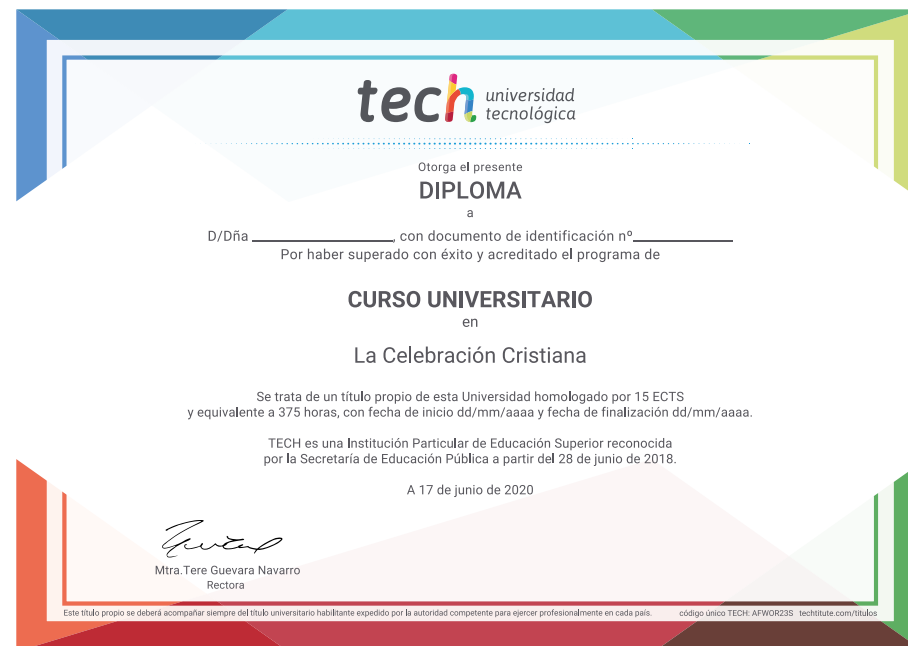 tech universidad
tecnológica
Otorga el presente
DIPLOMA
a
D/Dña ____________________, con documento de identificación nº______________
Por haber superado con éxito y acreditado el programa de
CURSO UNIVERSITARIO
en
La Celebración Cristiana
Se trata de un título propio de esta Universidad homologado por 15 ECTS
y equivalente a 375 horas, con fecha de inicio dd/mm/aaaa y fecha de finalización dd/mm/aaaa.
TECH es una Institución Particular de Educación Superior reconocida
por la Secretaría de Educación Pública a partir del 28 de junio de 2018.
A 17 de junio de 2020
Mtra.Tere Guevara Navarro
Rectora
Este título propio se deberá acompañar siempre del título universitario habilitante expedido por la autoridad competente para ejercer profesionalmente en cada país. código único TECH: AFWOR23S techtitute.com/titulos